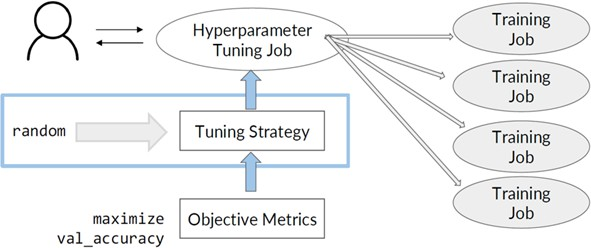 Hyperparameter
Tuning Job
Training
Job
Training
Job
random
Tuning Strategy
Training
Job
maximize
val_accuracy
Objective Metrics
Training
Job